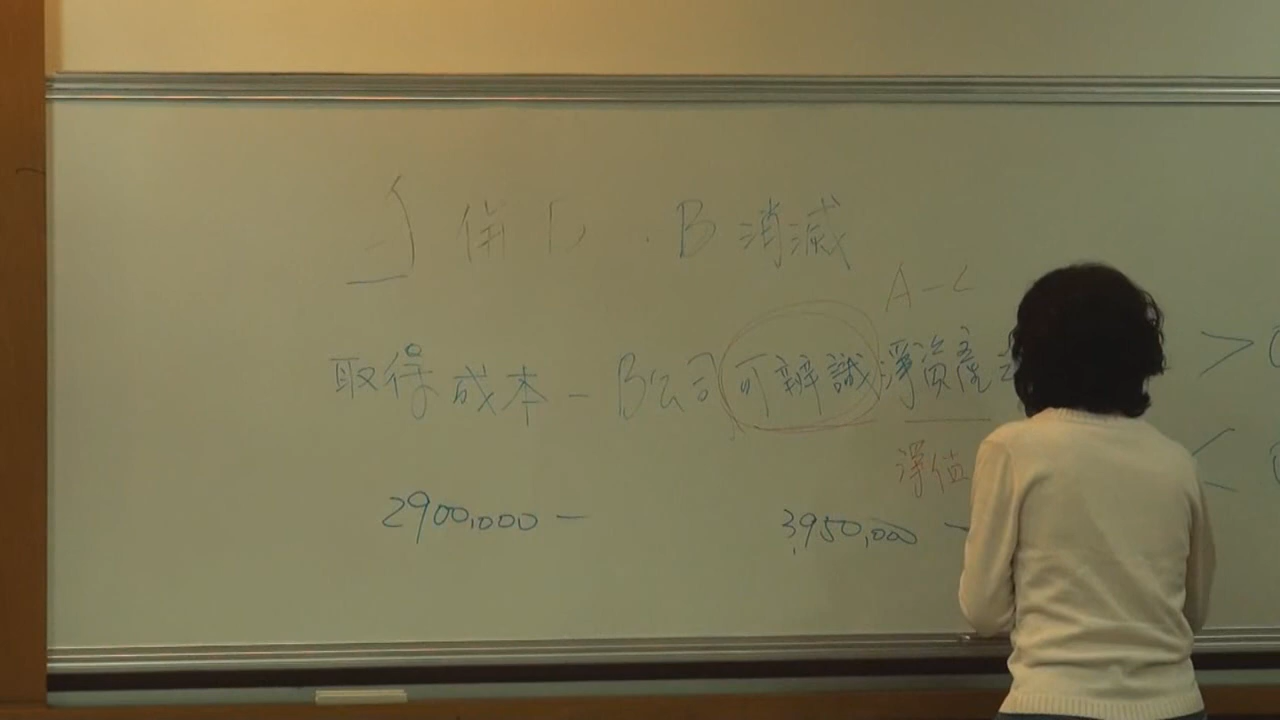 併 B消滅
A-L
取得成本 - B公司可辨識淨資產 >
淨值 <
2900,000 - 3,950,000 -